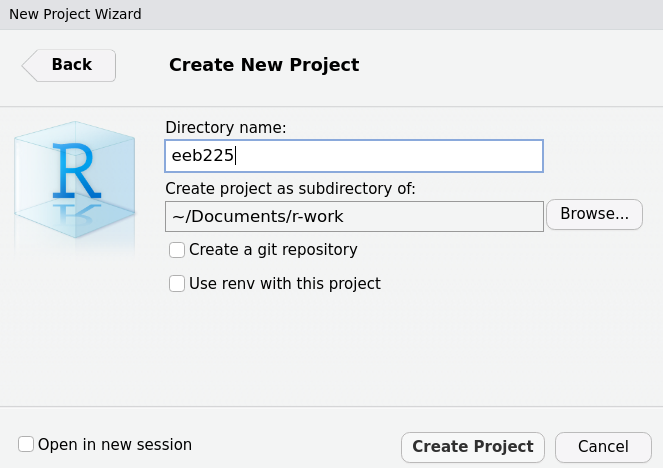 New Project Wizard
Back
Create New Project
R
Directory name:
eeb225
Create project as subdirectory of:
~/Documents/r-work
Browse...
Create a git repository
Use renv with this project
Open in new session
Create Project
Cancel